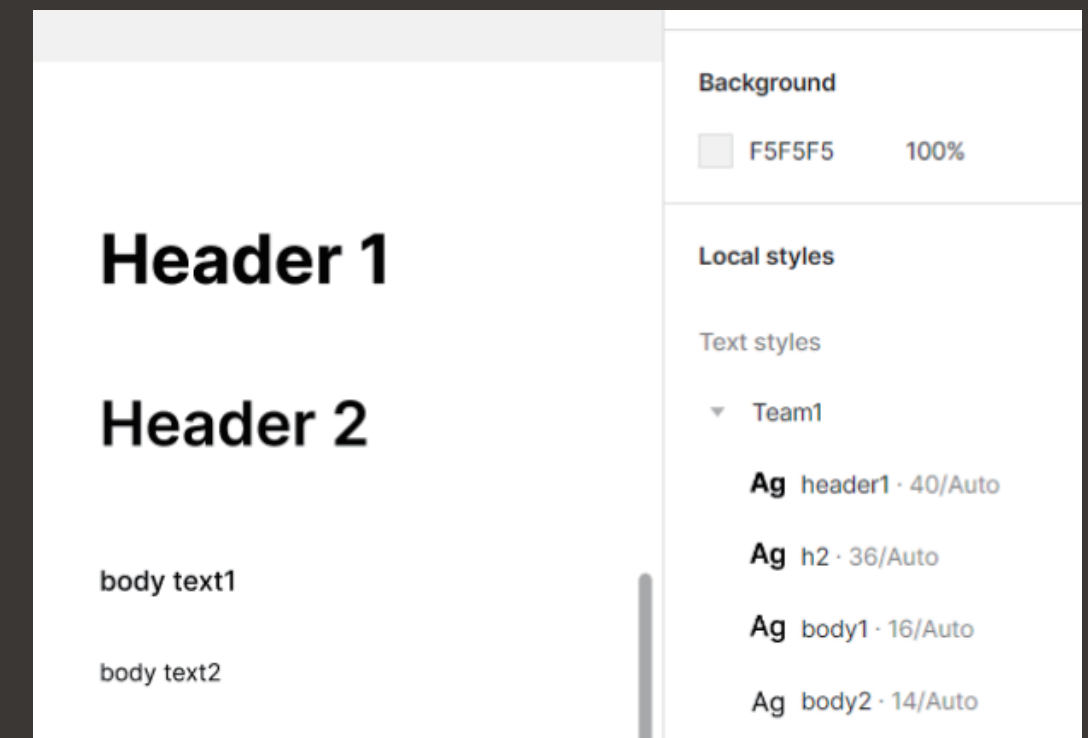 Header 1
Header 2
body text1
body text2
Background
F5F5F5 100%
Local styles
Text styles
Team1
Ag header1 · 40/Auto
Ag h2 · 36/Auto
Ag body1 · 16/Auto
Ag body2 · 14/Auto